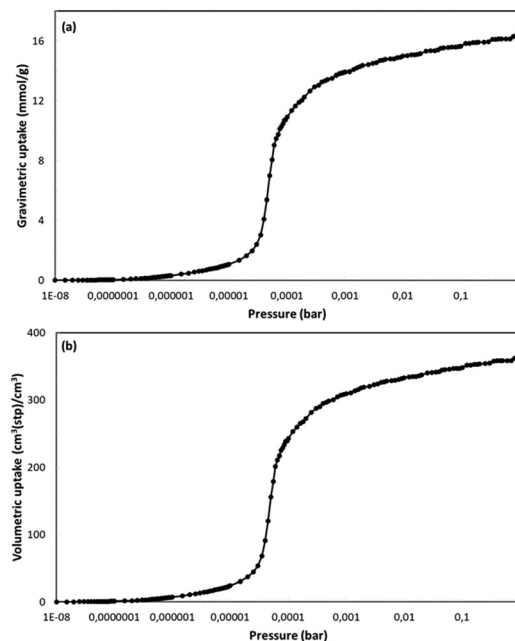 (a)
Gravimetric uptake (mmol/g)
16
12
8
4
0
1E-08 0,0000001 0,000001 0,00001 0,0001 0,001 0,01 0,1
Pressure (bar)
(b)
Volumetric uptake (cm³(stp)/cm³)
400
300
200
100
0
1E-08 0,0000001 0,000001 0,00001 0,0001 0,001 0,01 0,1
Pressure (bar)